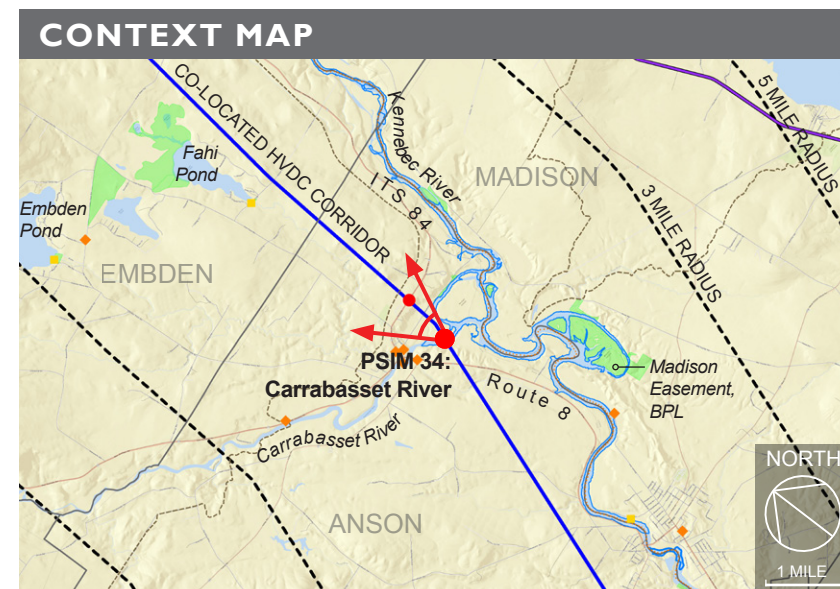 CONTEXT MAP
CO-LOCATED HVDC CORRIDOR
Kennebec River
5 MILE RADIUS
Fahi
Pond
ITS 84
MADISON
3 MILE RADIUS
Embden
Pond
EMBDEN
PSIM 34:
Carrabasset River
Route 8
Madison
Easement,
BPL
Carrabasset River
ANSON
NORTH
1 MILE